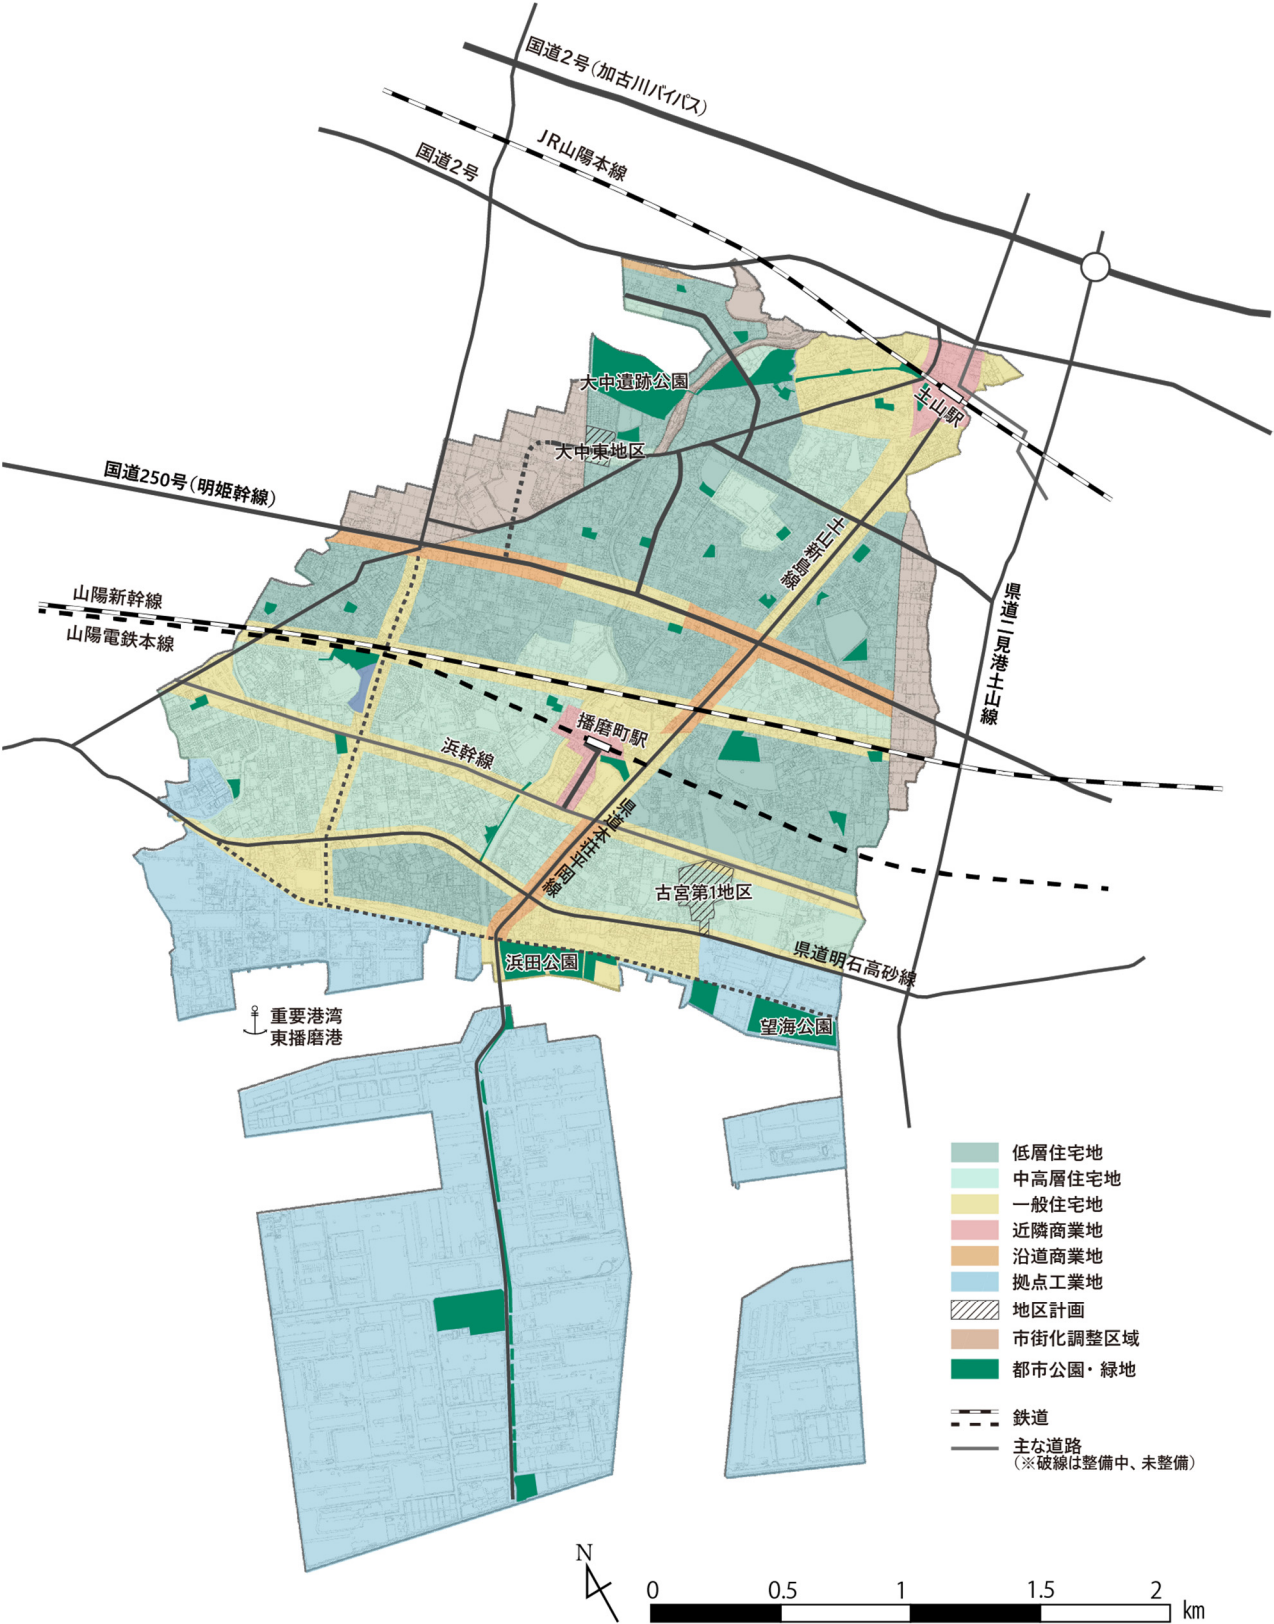 国道2号(加古川バイパス)
JR山陽本線
国道2号
大中遺跡公園
土山駅
大中東地区
国道250号(明姫幹線)
土山新島線
山陽新幹線
山陽電鉄本線
県道二見港土山線
播磨町駅
浜幹線
県道本荘平岡線
古宮第1地区
県道明石高砂線
浜田公園
望海公園
重要港湾
東播磨港
低層住宅地
中高層住宅地
一般住宅地
近隣商業地
沿道商業地
拠点工業地
地区計画
市街化調整区域
都市公園・緑地
鉄道
主な道路
(※破線は整備中、未整備)
N
0 0.5 1 1.5 2
km